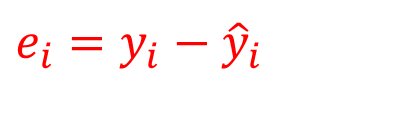 eᵢ = yᵢ − ŷᵢ